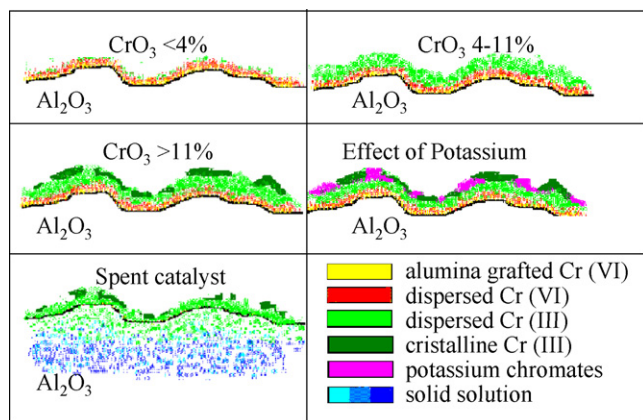 CrO₃ <4%
Al₂O₃
CrO₃ 4-11%
Al₂O₃
CrO₃ >11%
Al₂O₃
Effect of Potassium
Al₂O₃
Spent catalyst
Al₂O₃
alumina grafted Cr (VI)
dispersed Cr (VI)
dispersed Cr (III)
cristalline Cr (III)
potassium chromates
solid solution